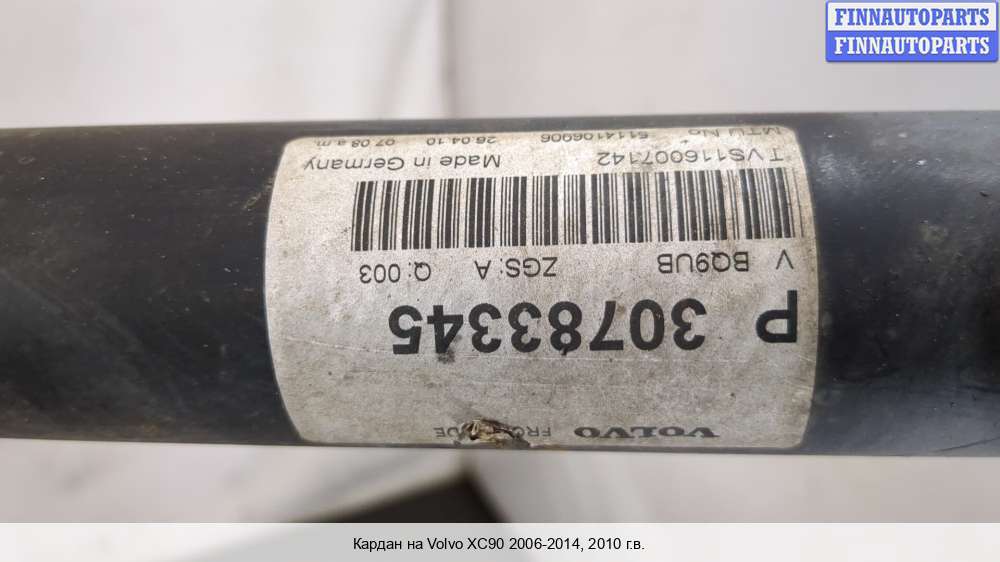 FINNAUTOPARTS
FINNAUTOPARTS
VOLVO
P 30783345
V BQ9UB ZGS: A Q: 003
TVS116007142 Made in Germany
MTU No 5114106906 26.04.10 07.08 a.m
Кардан на Volvo XC90 2006-2014, 2010 г.в.